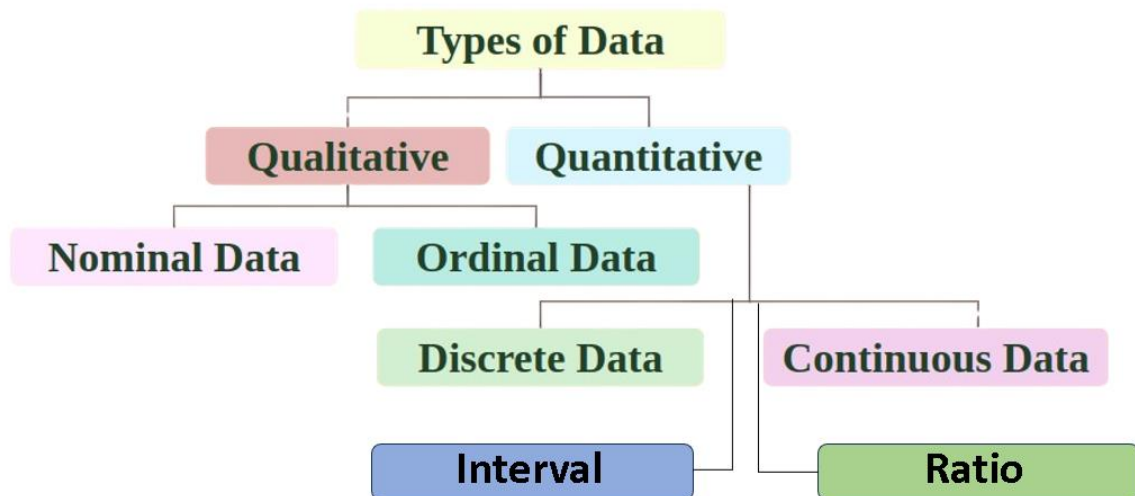 Types of Data
Qualitative
Quantitative
Nominal Data
Ordinal Data
Discrete Data
Continuous Data
Interval
Ratio